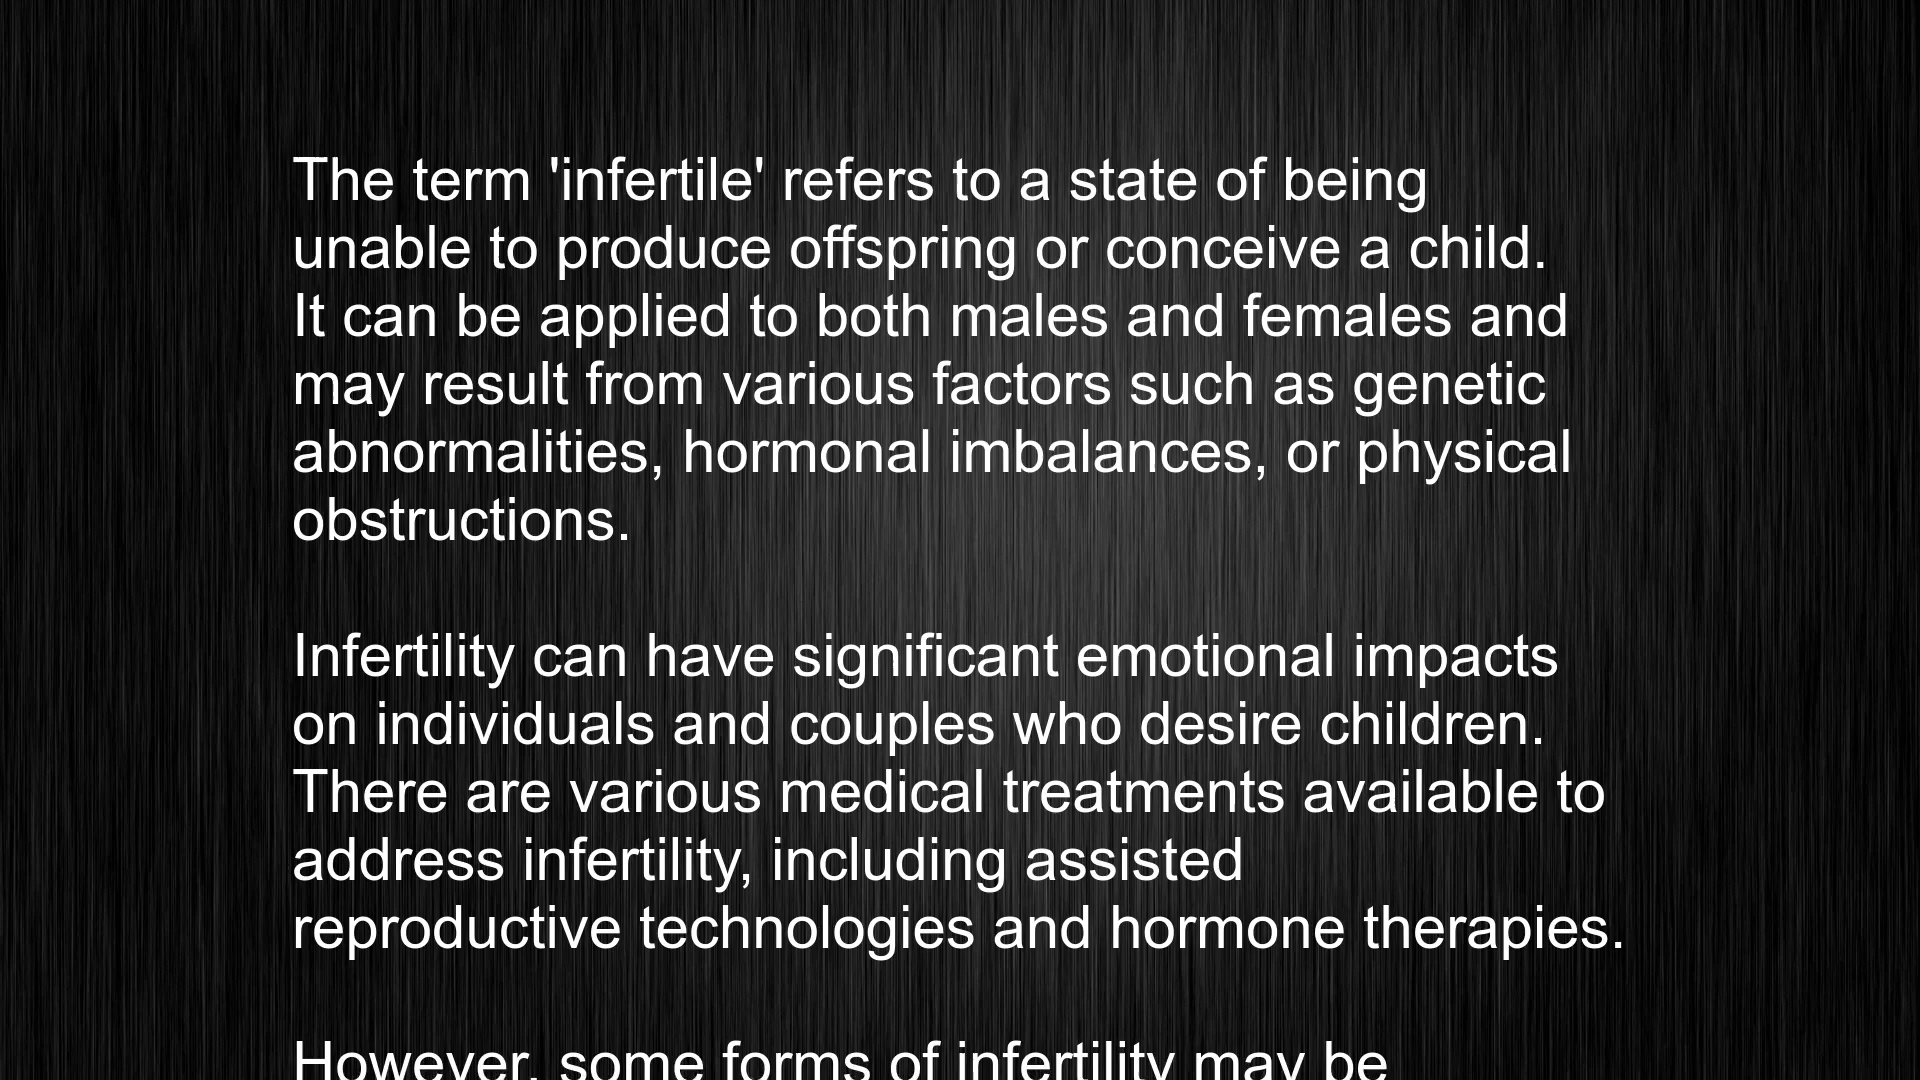 The term 'infertile' refers to a state of being
unable to produce offspring or conceive a child.
It can be applied to both males and females and
may result from various factors such as genetic
abnormalities, hormonal imbalances, or physical
obstructions.
Infertility can have significant emotional impacts
on individuals and couples who desire children.
There are various medical treatments available to
address infertility, including assisted
reproductive technologies and hormone therapies.
However, some forms of infertility may be